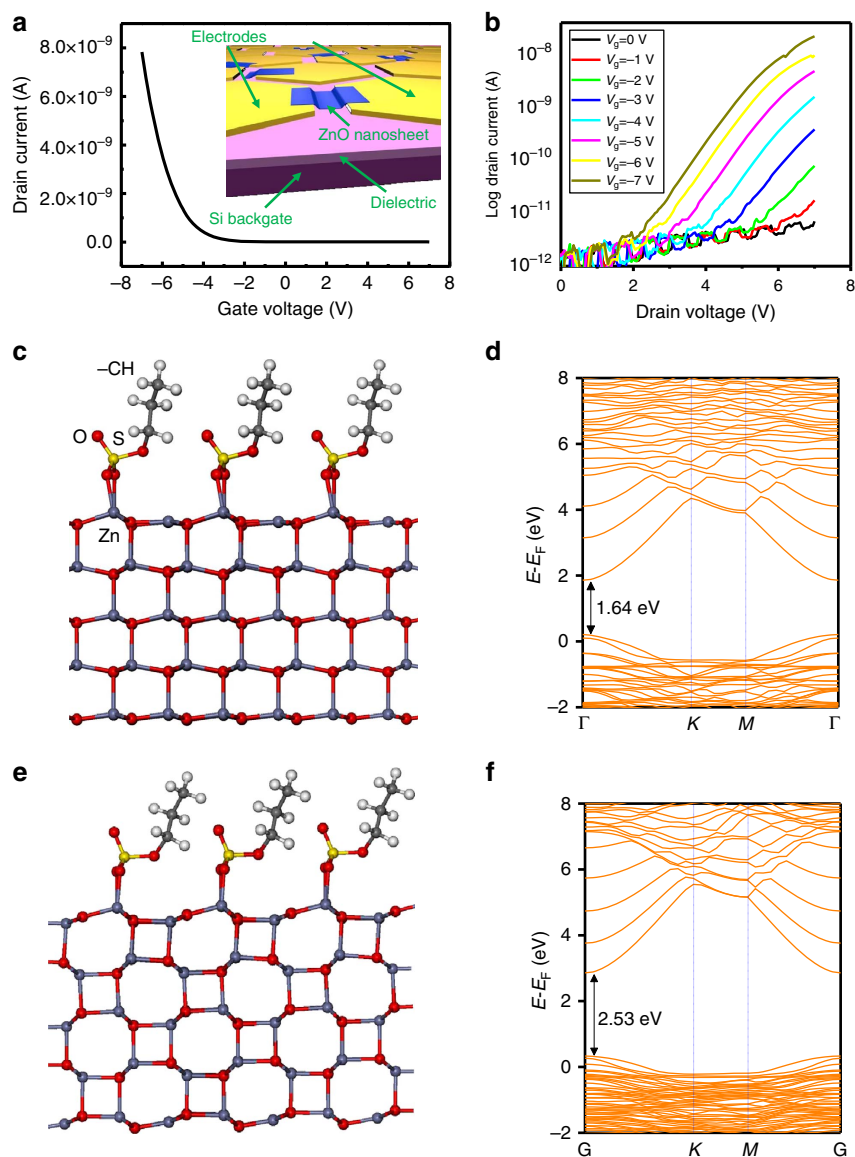 a
Drain current (A)
8.0×10⁻⁹
6.0×10⁻⁹
4.0×10⁻⁹
2.0×10⁻⁹
0.0
−8 −6 −4 −2 0 2 4 6 8
Gate voltage (V)
Electrodes
ZnO nanosheet
Si backgate
Dielectric
b
Log drain current (A)
10⁻⁸
10⁻⁹
10⁻¹⁰
10⁻¹¹
10⁻¹²
0 2 4 6 8
Drain voltage (V)
Vg=0 V
Vg=−1 V
Vg=−2 V
Vg=−3 V
Vg=−4 V
Vg=−5 V
Vg=−6 V
Vg=−7 V
c
–CH
O
S
Zn
d
E-EF (eV)
8
6
4
2
0
−2
1.64 eV
Γ K M Γ
e
f
E-EF (eV)
8
6
4
2
0
−2
2.53 eV
G K M G